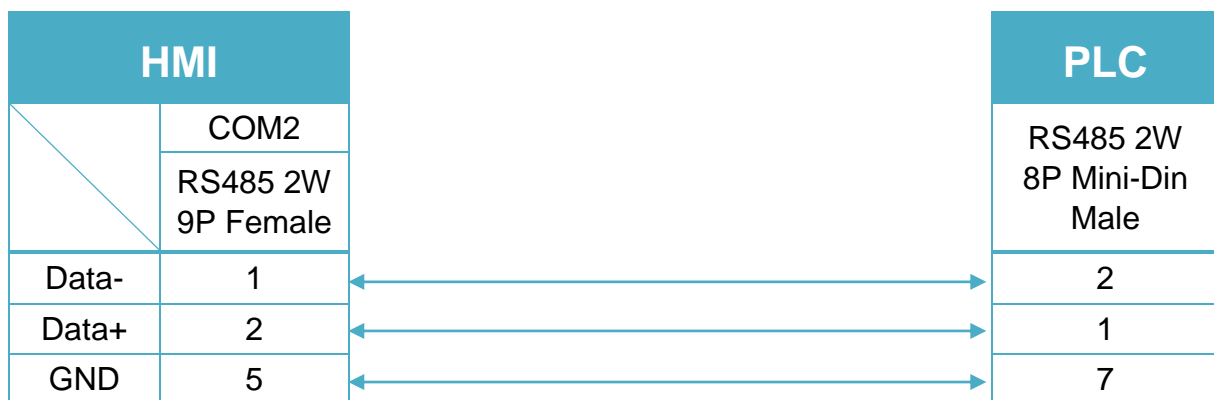 HMI
PLC
COM2
RS485 2W
9P Female
RS485 2W
8P Mini-Din
Male
Data- 1 2
Data+ 2 1
GND 5 7